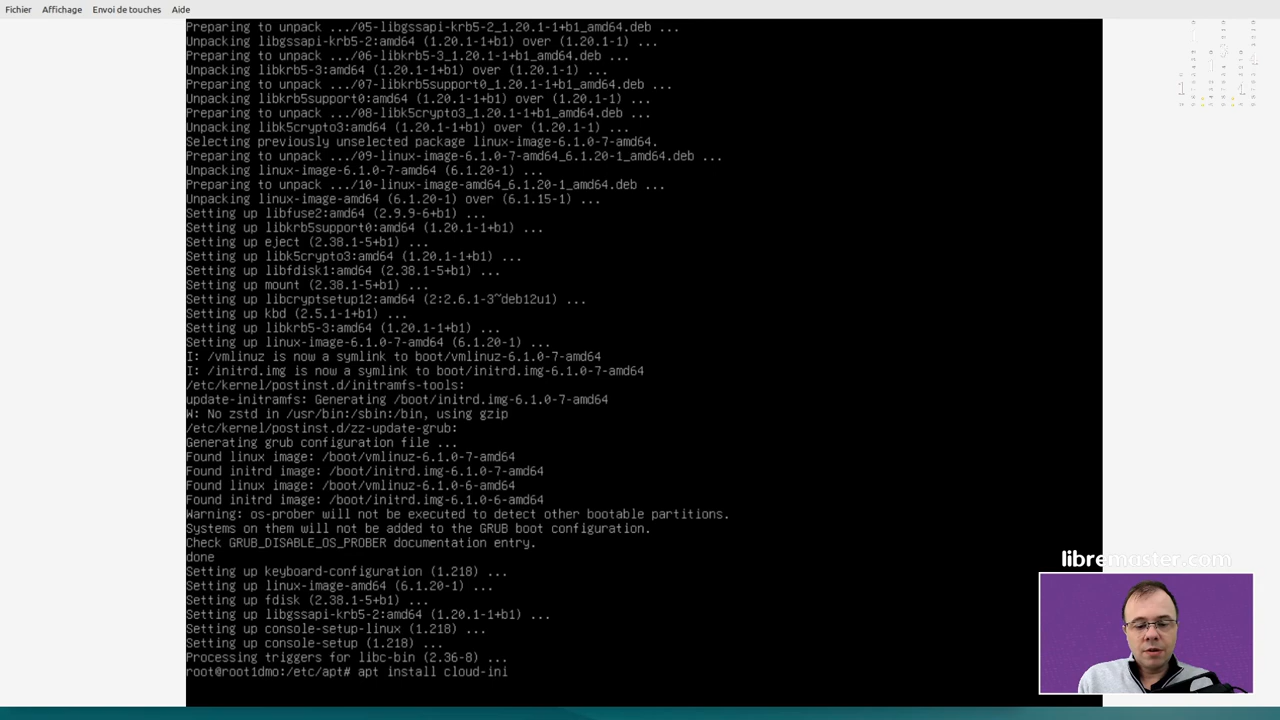 Fichier Affichage Envoi de touches Aide
Preparing to unpack .../05-libgssapi-krb5-2_1.20.1-1+b1_amd64.deb ...
Unpacking libgssapi-krb5-2:amd64 (1.20.1-1+b1) over (1.20.1-1) ...
Preparing to unpack .../06-libkrb5-3_1.20.1-1+b1_amd64.deb ...
Unpacking libkrb5-3:amd64 (1.20.1-1+b1) over (1.20.1-1) ...
Preparing to unpack .../07-libkrb5support0_1.20.1-1+b1_amd64.deb ...
Unpacking libkrb5support0:amd64 (1.20.1-1+b1) over (1.20.1-1) ...
Preparing to unpack .../08-libk5crypto3_1.20.1-1+b1_amd64.deb ...
Unpacking libk5crypto3:amd64 (1.20.1-1+b1) over (1.20.1-1) ...
Selecting previously unselected package linux-image-6.1.0-7-amd64.
Preparing to unpack .../09-linux-image-6.1.0-7-amd64_6.1.20-1_amd64.deb ...
Unpacking linux-image-6.1.0-7-amd64 (6.1.20-1) ...
Preparing to unpack .../10-linux-image-amd64_6.1.20-1_amd64.deb ...
Unpacking linux-image-amd64 (6.1.20-1) over (6.1.15-1) ...
Setting up libfuse2:amd64 (2.9.9-6+b1) ...
Setting up libkrb5support0:amd64 (1.20.1-1+b1) ...
Setting up eject (2.38.1-5+b1) ...
Setting up libk5crypto3:amd64 (1.20.1-1+b1) ...
Setting up libfdisk1:amd64 (2.38.1-5+b1) ...
Setting up mount (2.38.1-5+b1) ...
Setting up libcryptsetup12:amd64 (2:2.6.1-3~deb12u1) ...
Setting up kbd (2.5.1-1+b1) ...
Setting up libkrb5-3:amd64 (1.20.1-1+b1) ...
Setting up linux-image-6.1.0-7-amd64 (6.1.20-1) ...
I: /vmlinuz is now a symlink to boot/vmlinuz-6.1.0-7-amd64
I: /initrd.img is now a symlink to boot/initrd.img-6.1.0-7-amd64
/etc/kernel/postinst.d/initramfs-tools:
update-initramfs: Generating /boot/initrd.img-6.1.0-7-amd64
W: No zstd in /usr/bin:/sbin:/bin, using gzip
/etc/kernel/postinst.d/zz-update-grub:
Generating grub configuration file ...
Found linux image: /boot/vmlinuz-6.1.0-7-amd64
Found initrd image: /boot/initrd.img-6.1.0-7-amd64
Found linux image: /boot/vmlinuz-6.1.0-6-amd64
Found initrd image: /boot/initrd.img-6.1.0-6-amd64
Warning: os-prober will not be executed to detect other bootable partitions.
Systems on them will not be added to the GRUB boot configuration.
Check GRUB_DISABLE_OS_PROBER documentation entry.
done
Setting up keyboard-configuration (1.218) ...
Setting up linux-image-amd64 (6.1.20-1) ...
Setting up fdisk (2.38.1-5+b1) ...
Setting up libgssapi-krb5-2:amd64 (1.20.1-1+b1) ...
Setting up console-setup-linux (1.218) ...
Setting up console-setup (1.218) ...
Processing triggers for libc-bin (2.36-8) ...
root@root1dmo:/etc/apt# apt install cloud-ini
libremaster.com